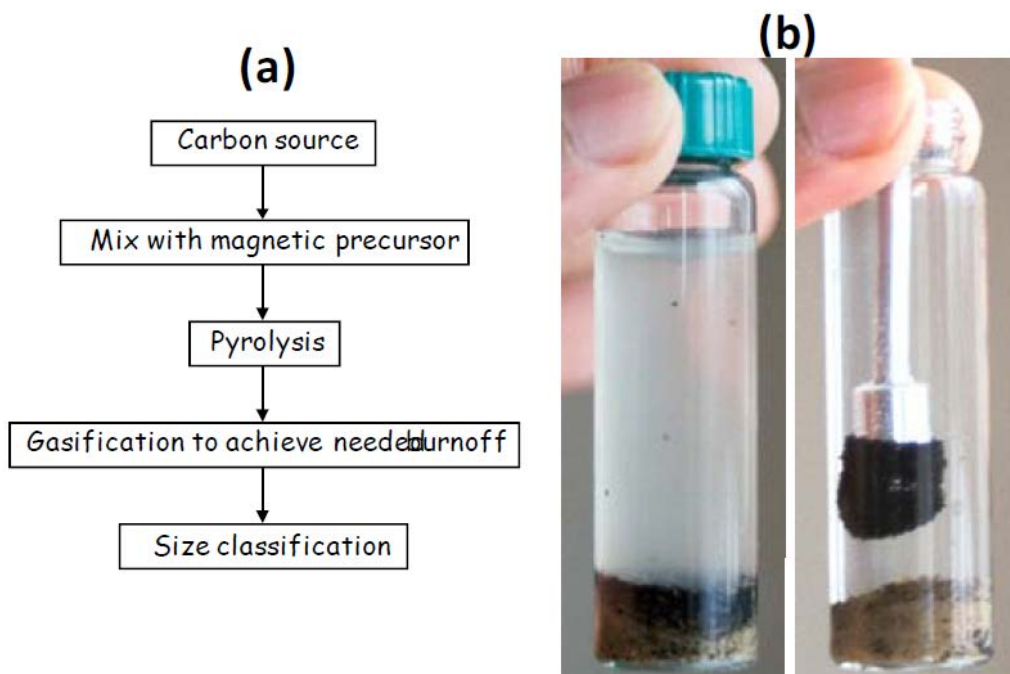 (a)
Carbon source
Mix with magnetic precursor
Pyrolysis
Gasification to achieve needed burnoff
Size classification
(b)